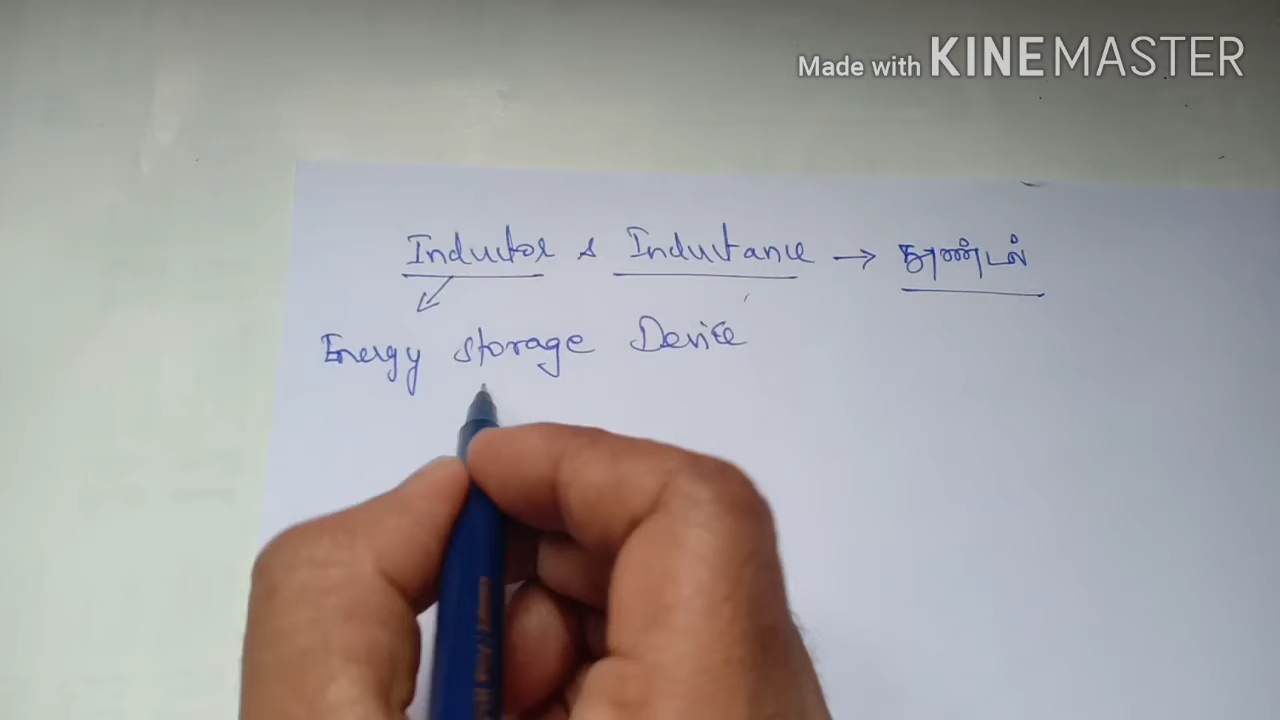 Made with KINEMASTER
Inductor & Inductance → தூண்டல்
Energy storage Device